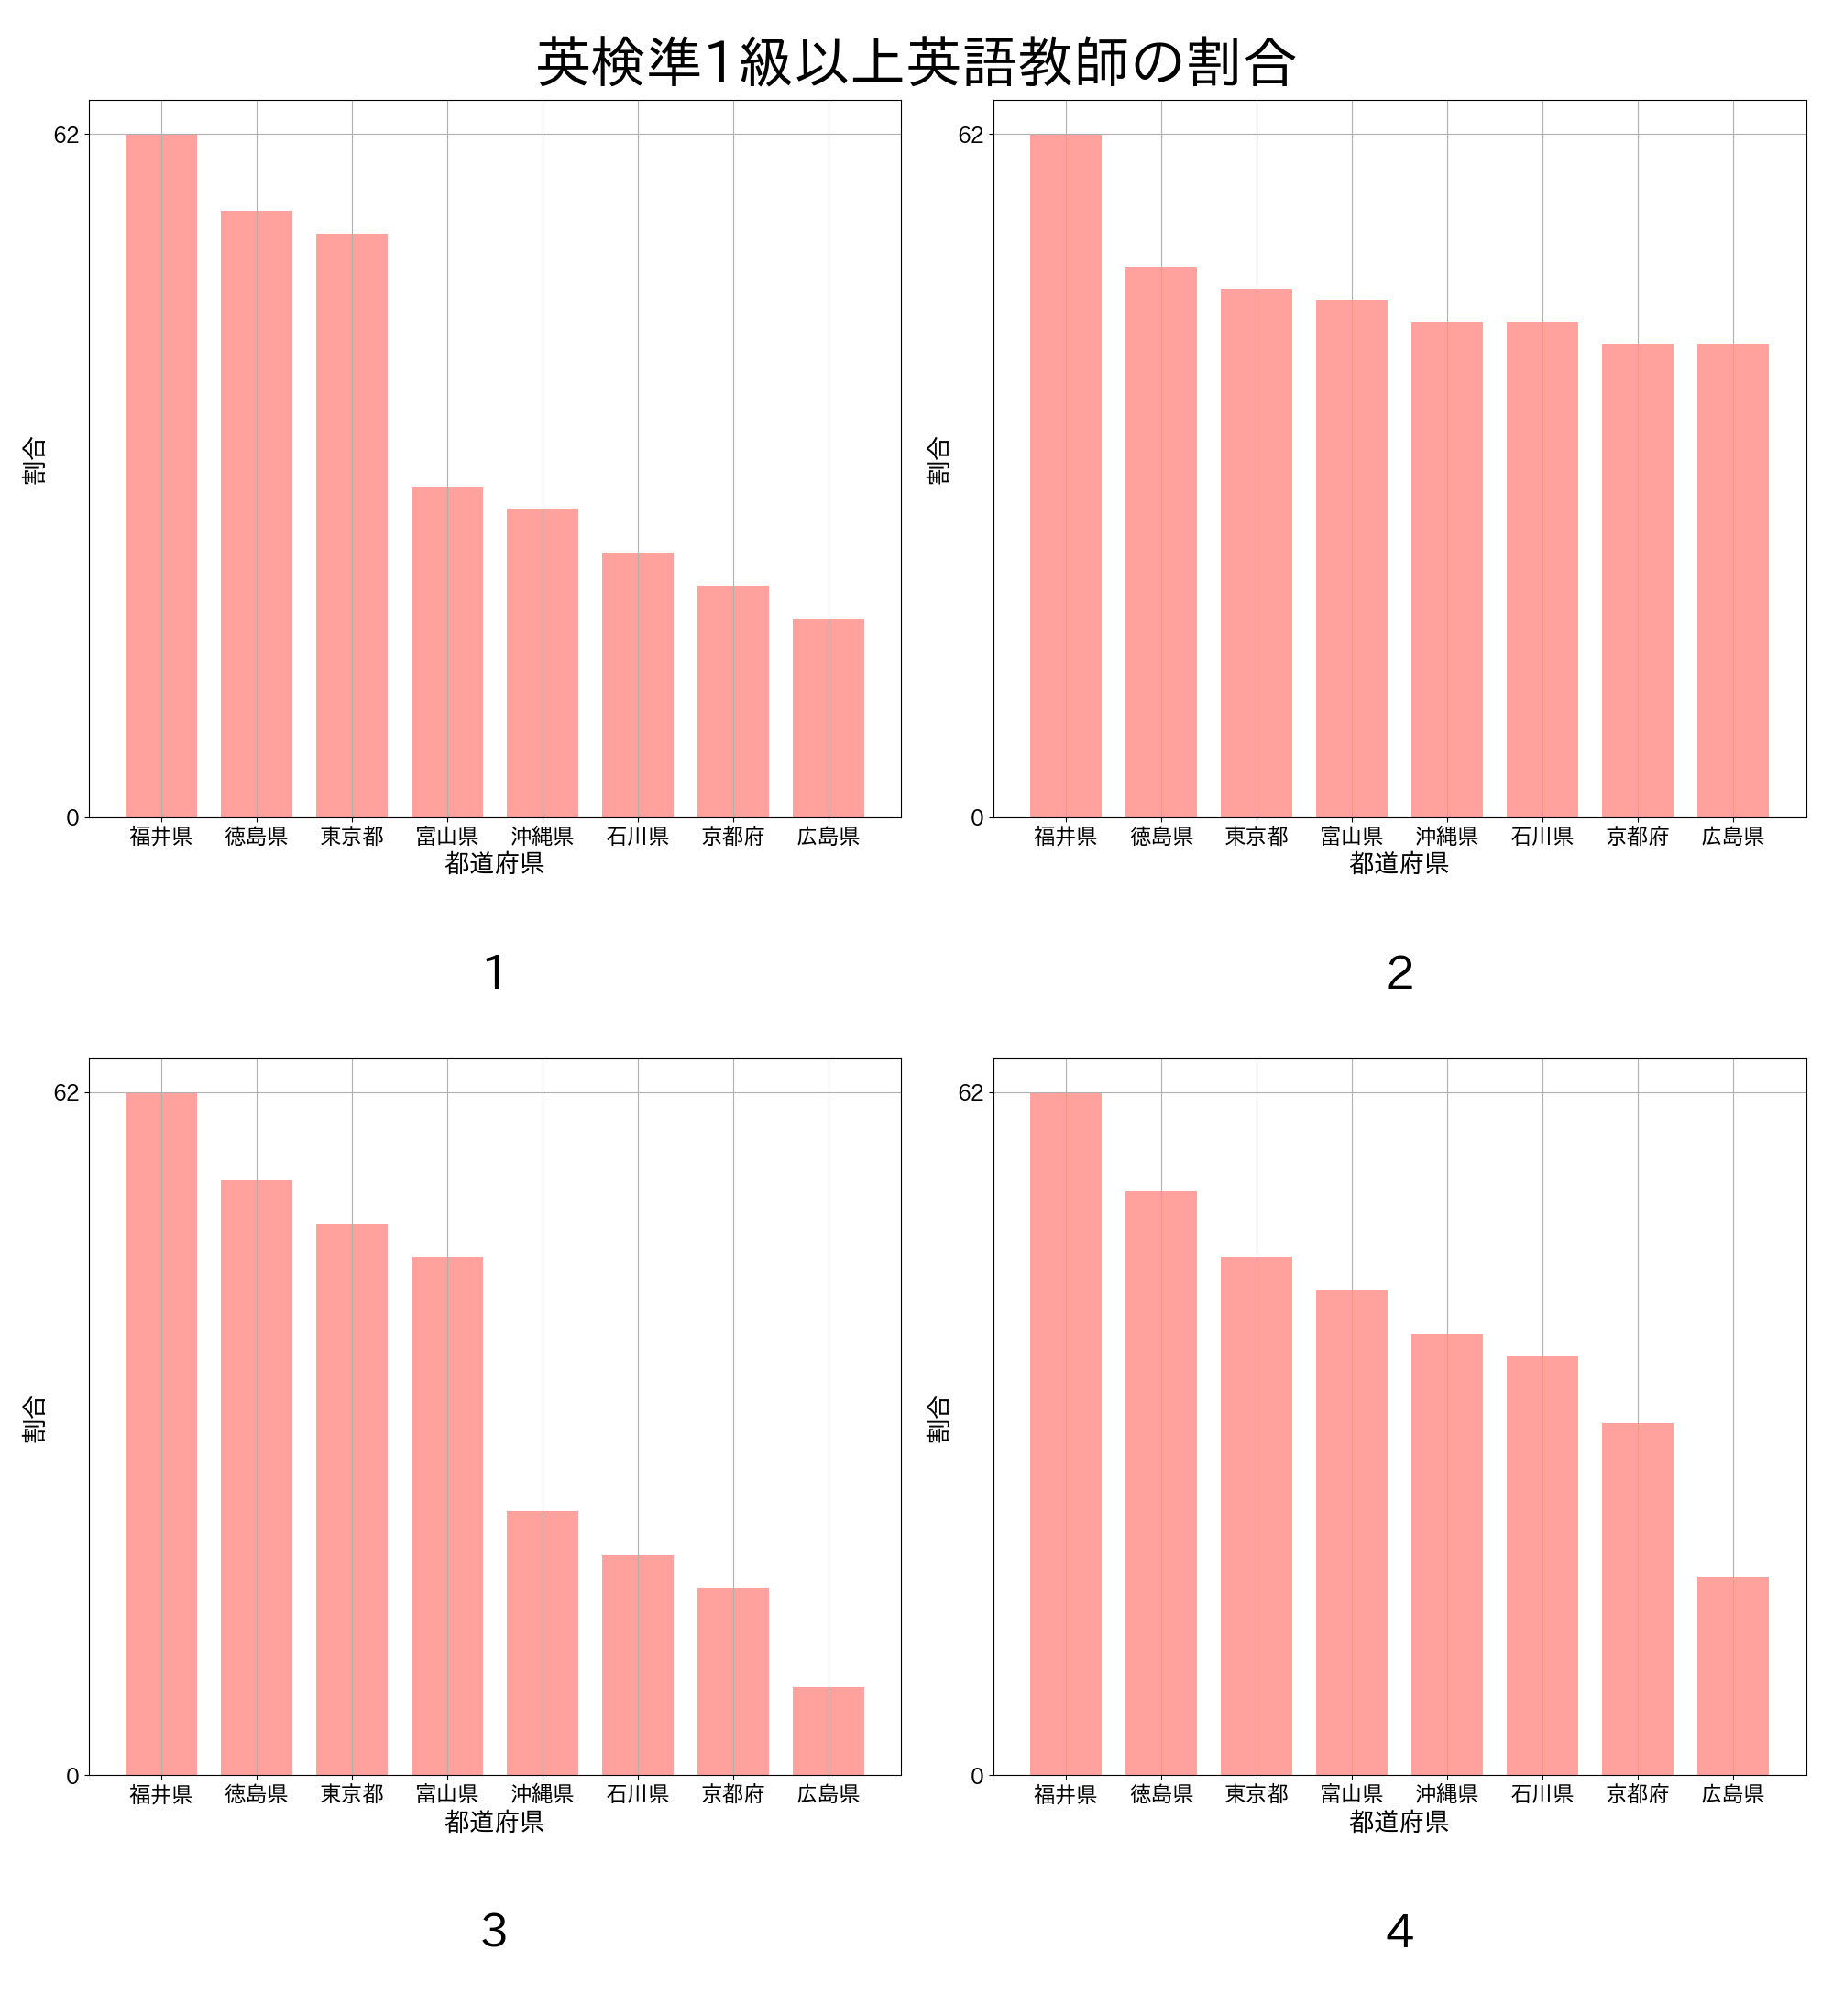 英検準1級以上英語教師の割合
62
0
割合
福井県 徳島県 東京都 富山県 沖縄県 石川県 京都府 広島県
都道府県
1
62
0
割合
福井県 徳島県 東京都 富山県 沖縄県 石川県 京都府 広島県
都道府県
2
62
0
割合
福井県 徳島県 東京都 富山県 沖縄県 石川県 京都府 広島県
都道府県
3
62
0
割合
福井県 徳島県 東京都 富山県 沖縄県 石川県 京都府 広島県
都道府県
4